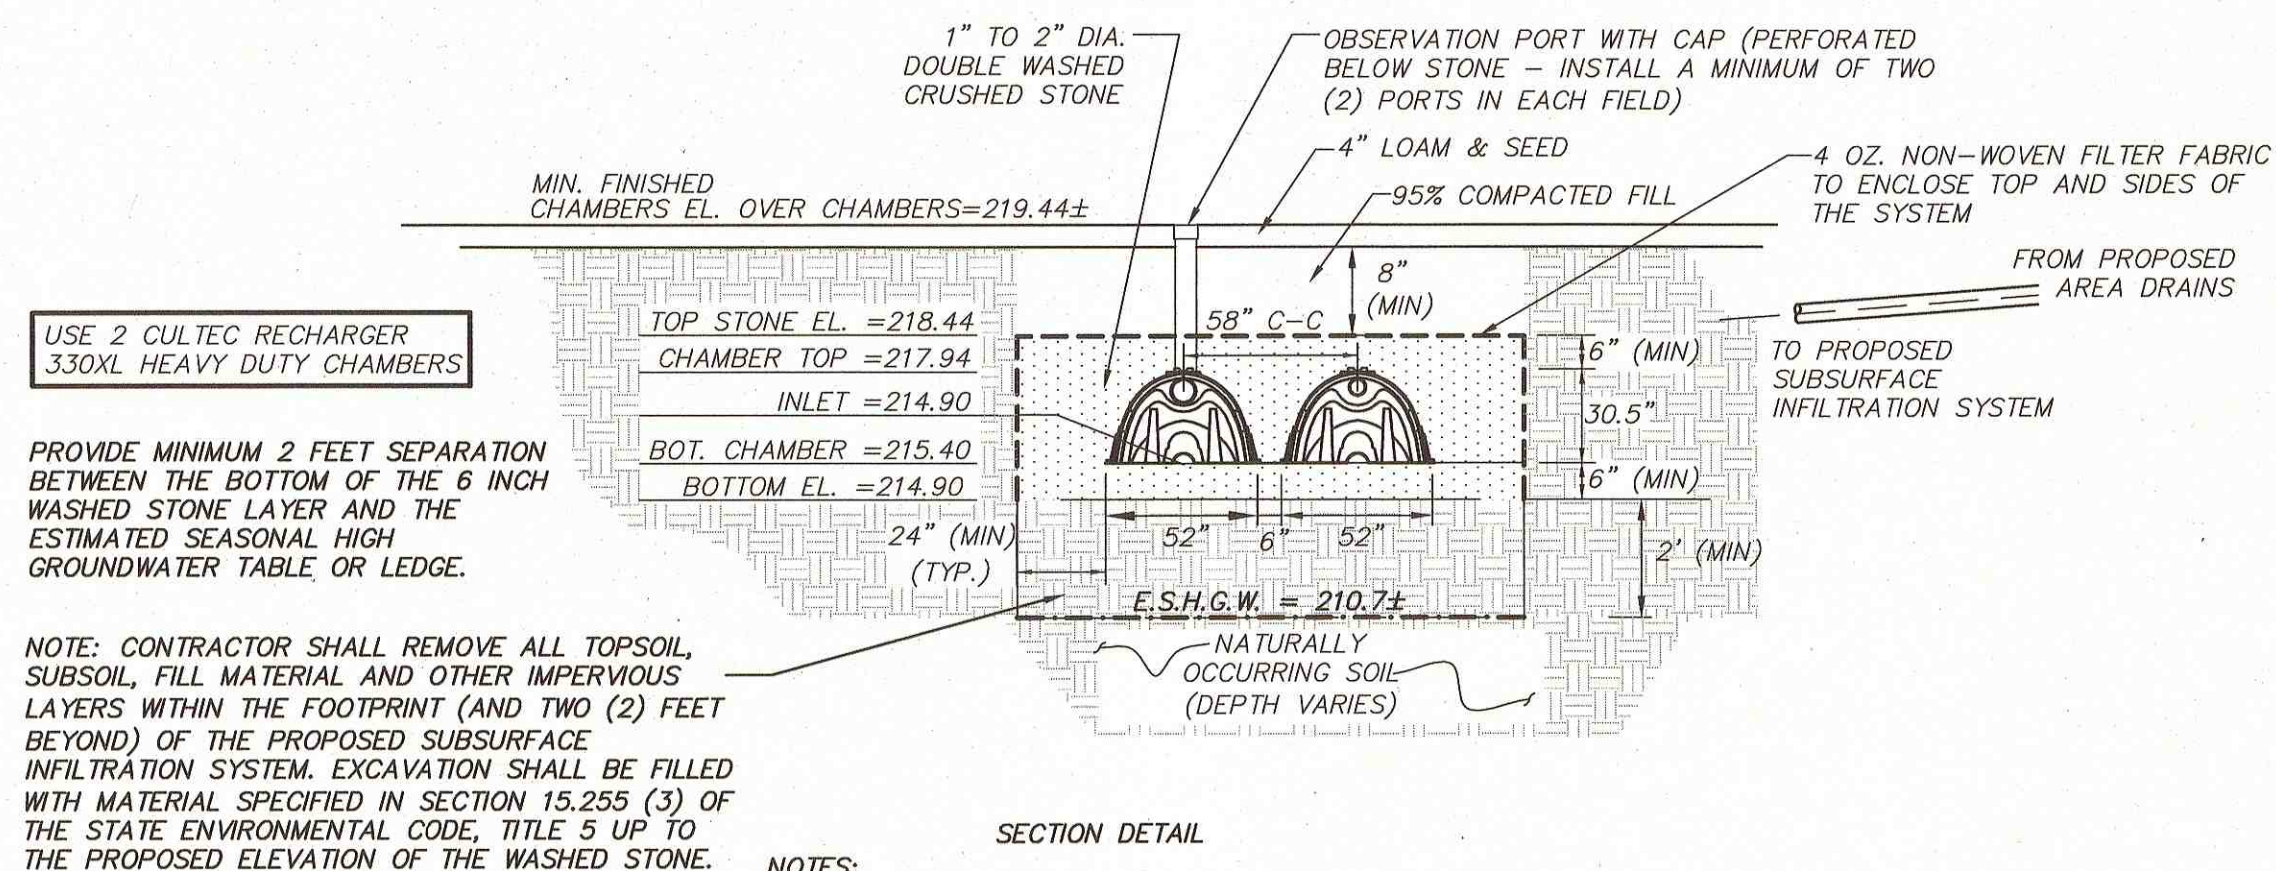 1" TO 2" DIA.
DOUBLE WASHED
CRUSHED STONE
OBSERVATION PORT WITH CAP (PERFORATED
BELOW STONE – INSTALL A MINIMUM OF TWO
(2) PORTS IN EACH FIELD)
4" LOAM & SEED
95% COMPACTED FILL
4 OZ. NON–WOVEN FILTER FABRIC
TO ENCLOSE TOP AND SIDES OF
THE SYSTEM
MIN. FINISHED
CHAMBERS EL. OVER CHAMBERS=219.44±
FROM PROPOSED
AREA DRAINS
TO PROPOSED
SUBSURFACE
INFILTRATION SYSTEM
USE 2 CULTEC RECHARGER
330XL HEAVY DUTY CHAMBERS
TOP STONE EL. =218.44
CHAMBER TOP =217.94
INLET =214.90
BOT. CHAMBER =215.40
BOTTOM EL. =214.90
8"
(MIN)
58" C–C
6" (MIN)
30.5"
6" (MIN)
2' (MIN)
24" (MIN)
(TYP.)
52"
6"
52"
E.S.H.G.W. = 210.7±
NATURALLY
OCCURRING SOIL
(DEPTH VARIES)
PROVIDE MINIMUM 2 FEET SEPARATION
BETWEEN THE BOTTOM OF THE 6 INCH
WASHED STONE LAYER AND THE
ESTIMATED SEASONAL HIGH
GROUNDWATER TABLE OR LEDGE.
NOTE: CONTRACTOR SHALL REMOVE ALL TOPSOIL,
SUBSOIL, FILL MATERIAL AND OTHER IMPERVIOUS
LAYERS WITHIN THE FOOTPRINT (AND TWO (2) FEET
BEYOND) OF THE PROPOSED SUBSURFACE
INFILTRATION SYSTEM. EXCAVATION SHALL BE FILLED
WITH MATERIAL SPECIFIED IN SECTION 15.255 (3) OF
THE STATE ENVIRONMENTAL CODE, TITLE 5 UP TO
THE PROPOSED ELEVATION OF THE WASHED STONE.
SECTION DETAIL
NOTES: